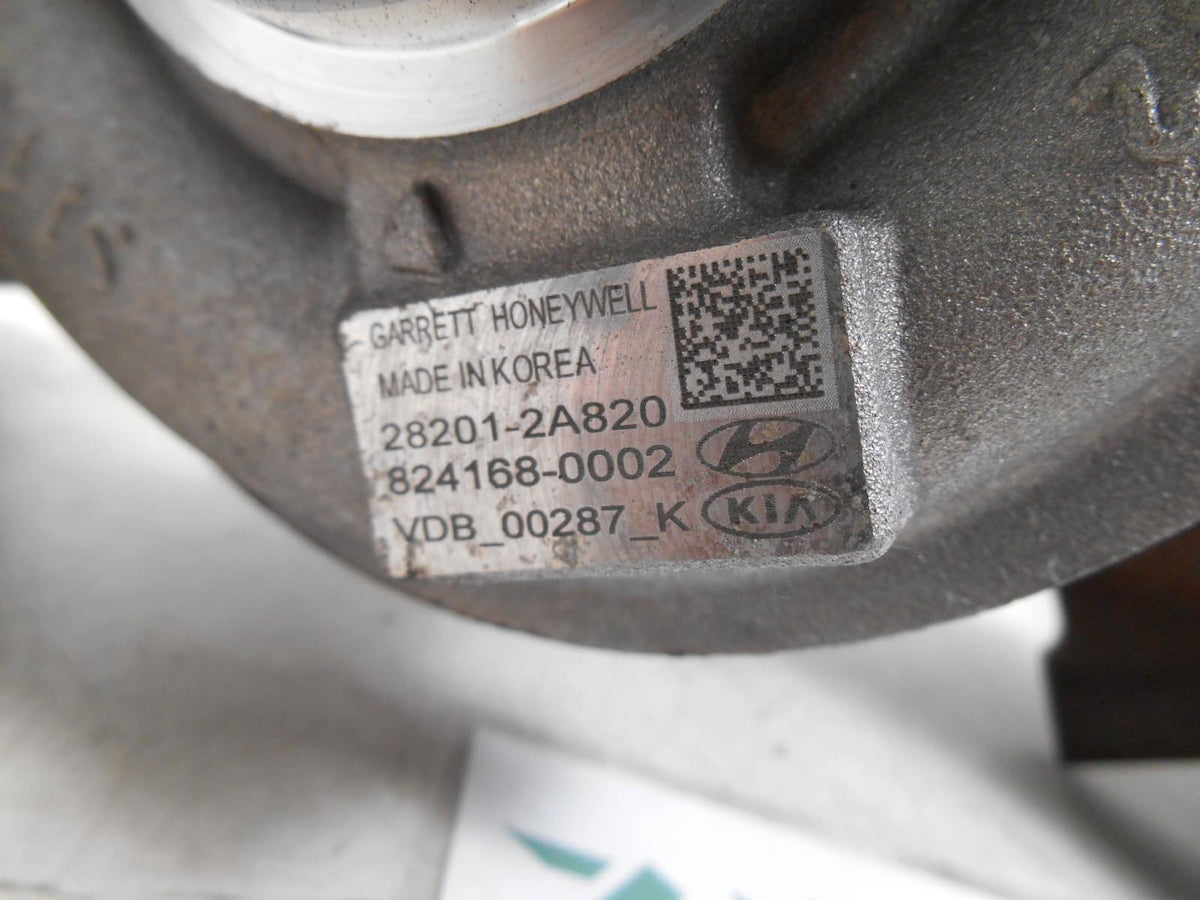 GARRETT HONEYWELL
MADE IN KOREA
28201-2A820
824168-0002
VDB_00287_K
KIA